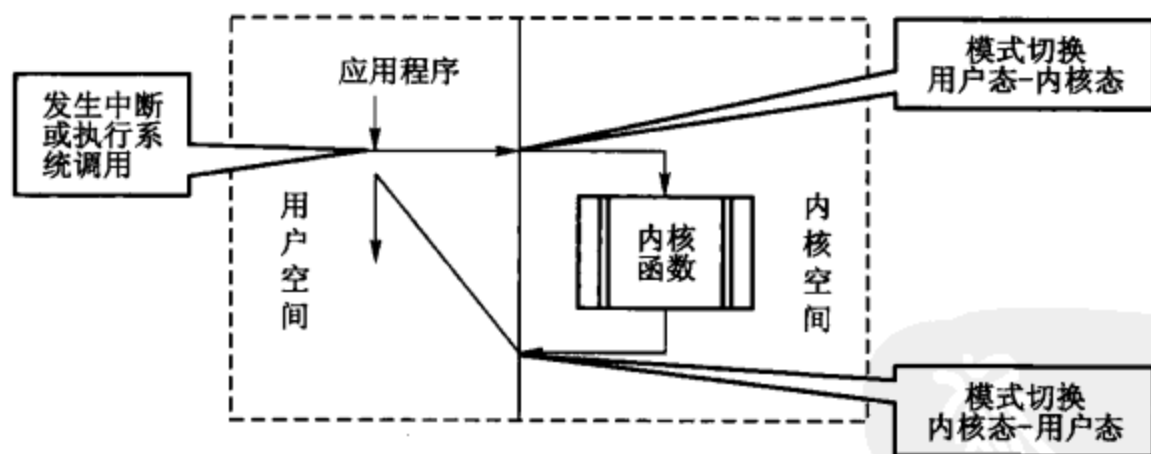 应用程序
发生中断
或执行系
统调用
模式切换
用户态-内核态
用户空间
内核
函数
内核空间
模式切换
内核态-用户态